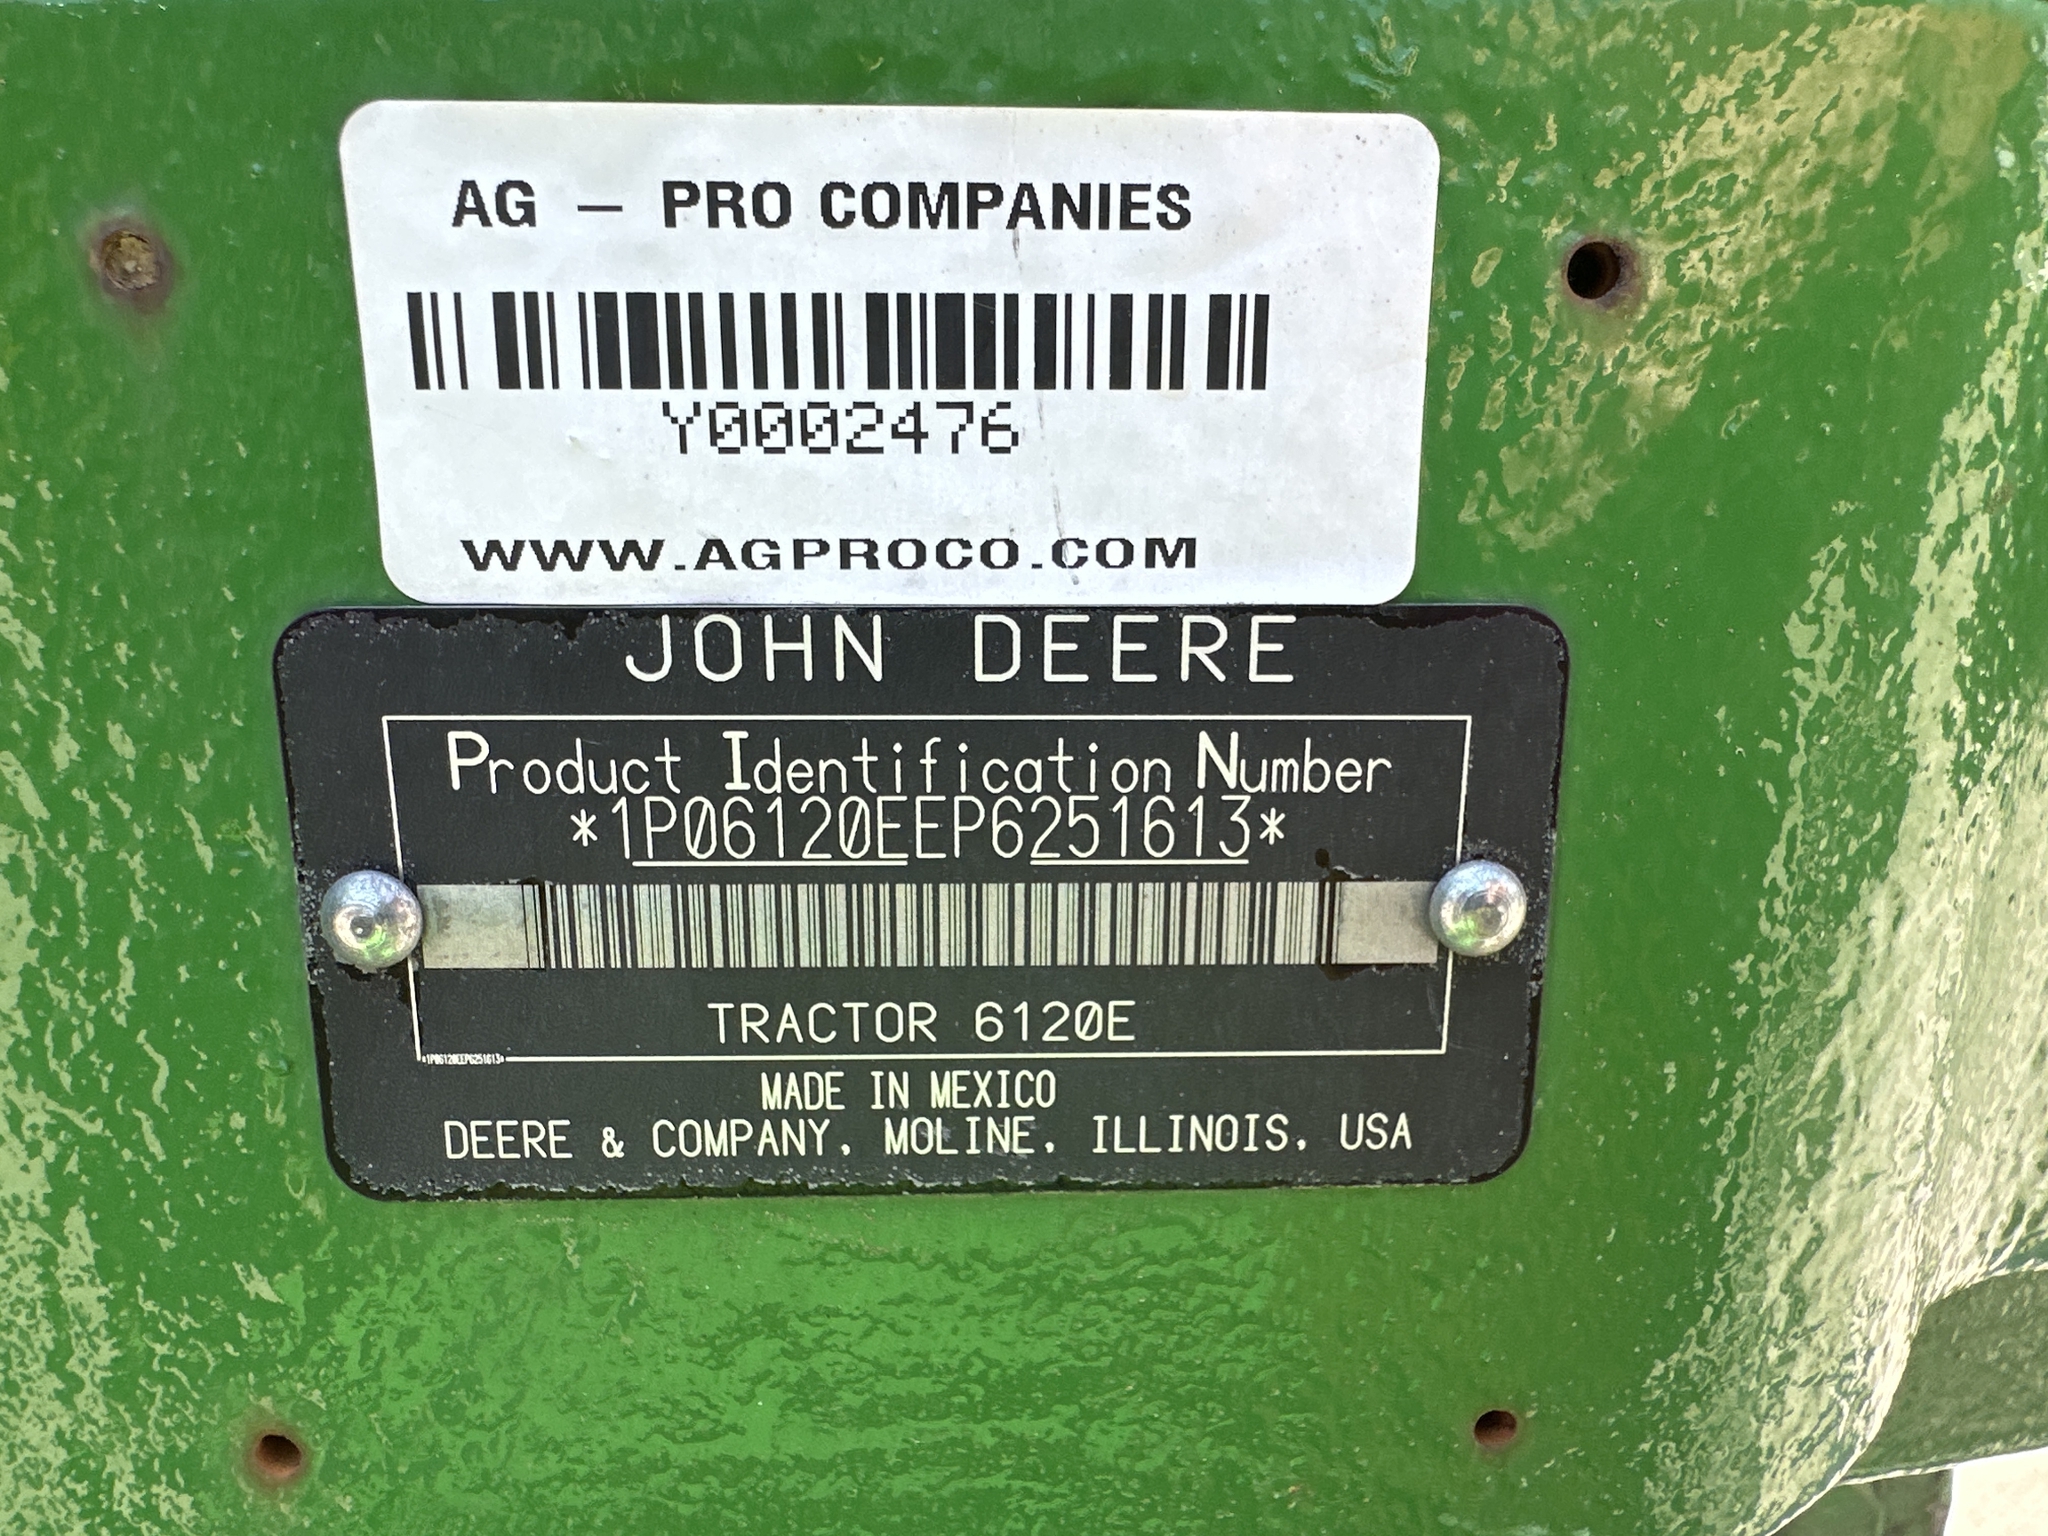 AG - PRO COMPANIES
Y0002476
WWW.AGPROCO.COM
JOHN DEERE
Product Identification Number
*1P06120EEP6251613*
TRACTOR 6120E
*1P06120EEP6251613*
MADE IN MEXICO
DEERE & COMPANY, MOLINE, ILLINOIS, USA